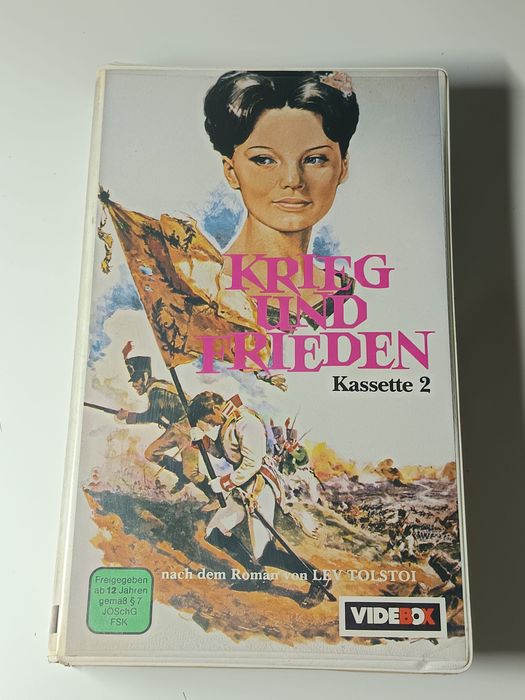 KRIEG
UND
FRIEDEN
Kassette 2
nach dem Roman von LEV TOLSTOI
Freigegeben
ab 12 Jahren
gemäß § 7
JÖSchG
FSK
VIDEBOX